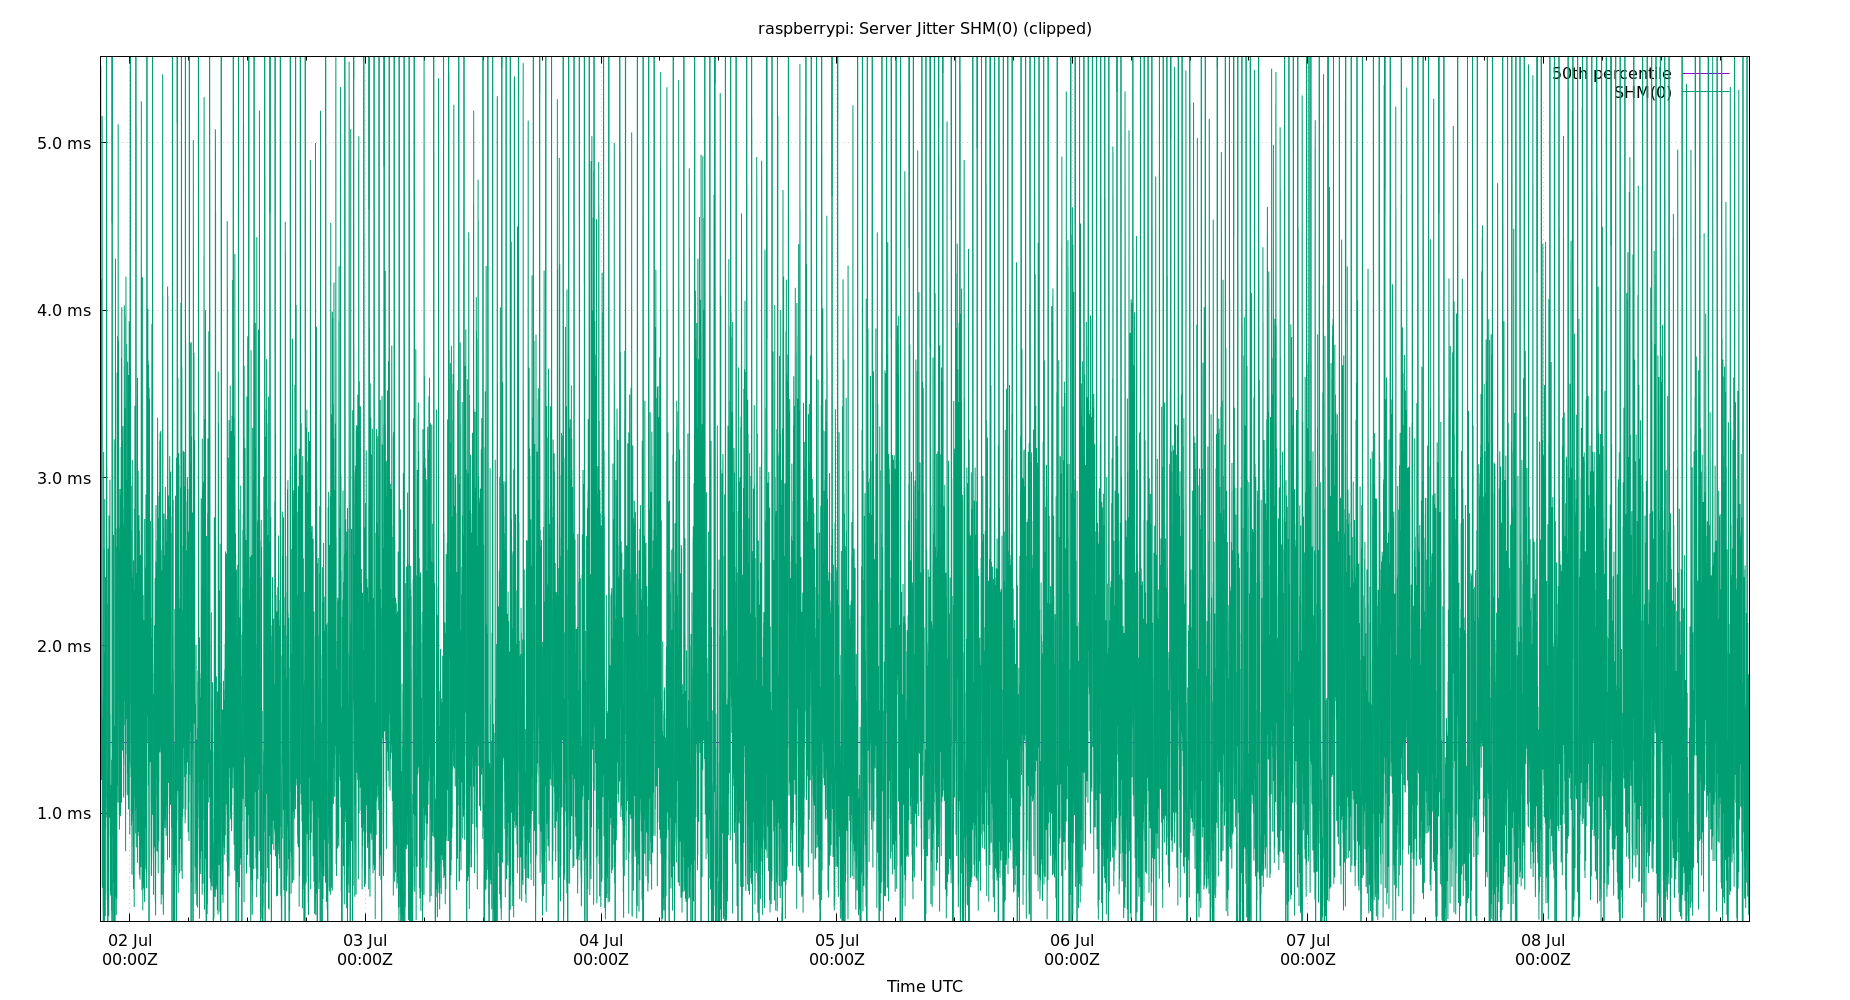 raspberrypi: Server Jitter SHM(0) (clipped)
50th percentile
SHM(0)
5.0 ms
4.0 ms
3.0 ms
2.0 ms
1.0 ms
02 Jul 03 Jul 04 Jul 05 Jul 06 Jul 07 Jul 08 Jul
00:00Z 00:00Z 00:00Z 00:00Z 00:00Z 00:00Z 00:00Z
Time UTC